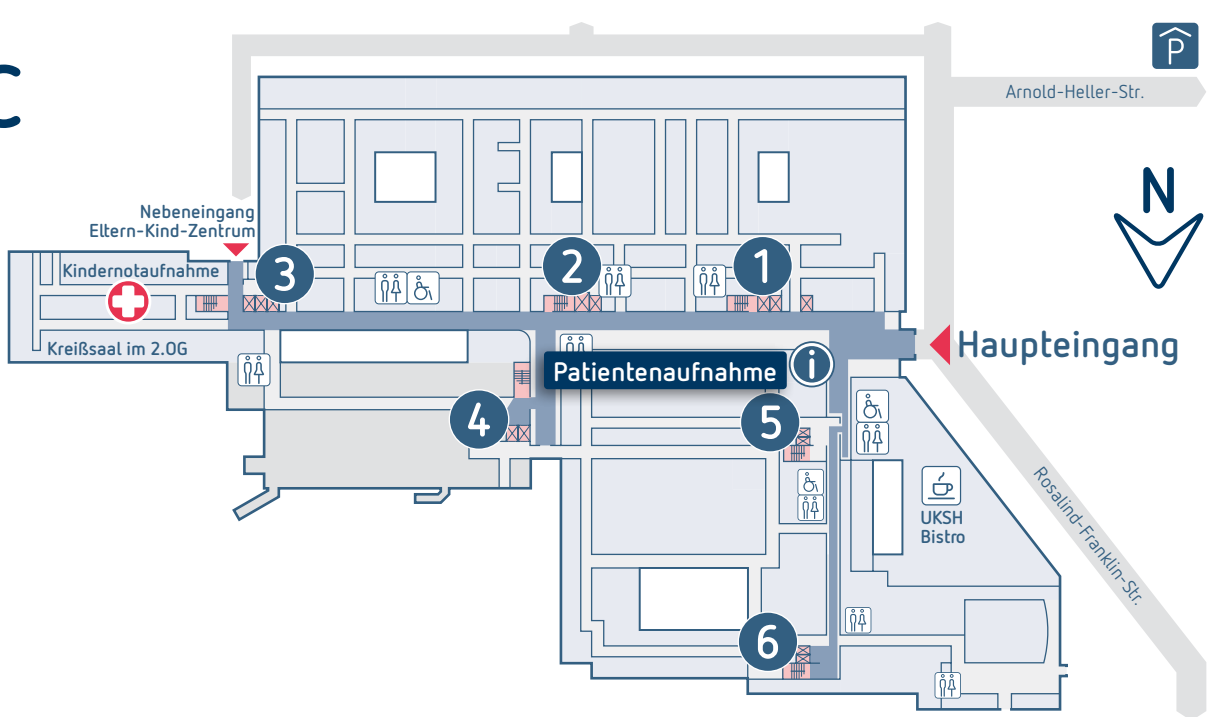 C
P
Arnold-Heller-Str.
N
Nebeneingang
Eltern-Kind-Zentrum
Kindernotaufnahme
3
2
1
Haupteingang
Kreißsaal im 2.OG
Patientenaufnahme
i
4
5
UKSH
Bistro
Rosalind-Franklin-Str.
6